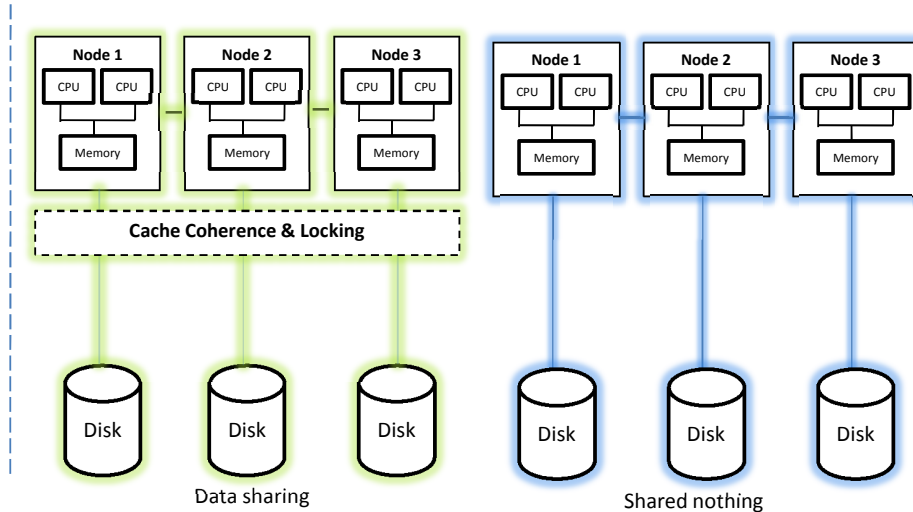 Node 1
CPU CPU
Memory
Node 2
CPU CPU
Memory
Node 3
CPU CPU
Memory
Cache Coherence & Locking
Disk
Disk
Disk
Data sharing
Node 1
CPU CPU
Memory
Node 2
CPU CPU
Memory
Node 3
CPU CPU
Memory
Disk
Disk
Disk
Shared nothing